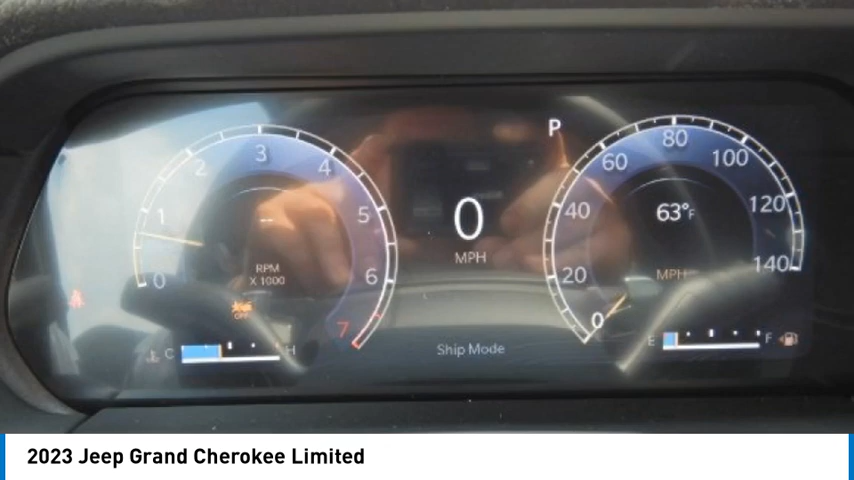 P
0 1 2 3 4 5 6 7
--
RPM
X 1000
OFF
C H
0
MPH
Ship Mode
0 20 40 60 80 100 120 140
63°F
MPH
E F
2023 Jeep Grand Cherokee Limited